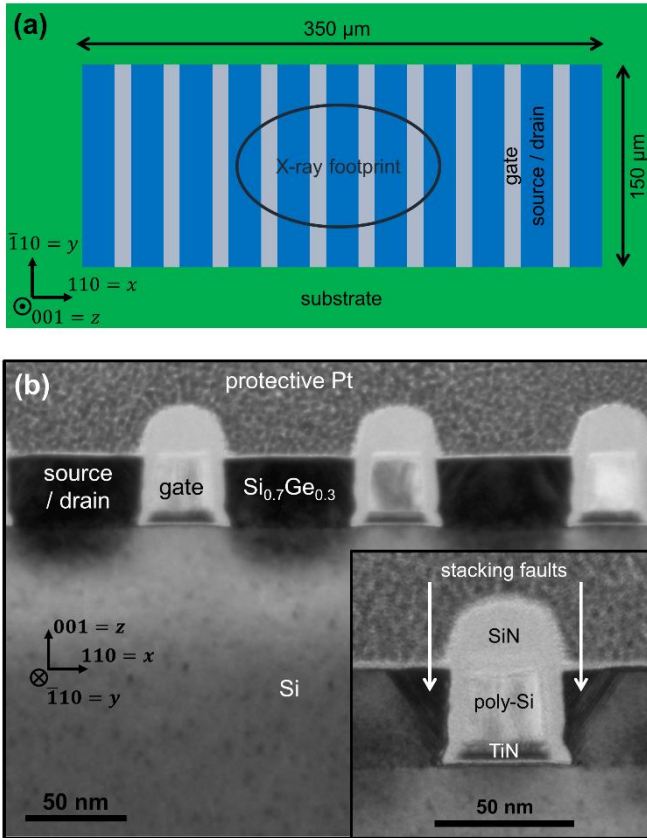 (a)
350 µm
X-ray footprint
gate
source / drain
150 µm
1̄10 = y
110 = x
001 = z
substrate
(b)
protective Pt
source
/ drain
gate
Si₀.₇Ge₀.₃
001 = z
110 = x
1̄10 = y
Si
50 nm
stacking faults
SiN
poly-Si
TiN
50 nm